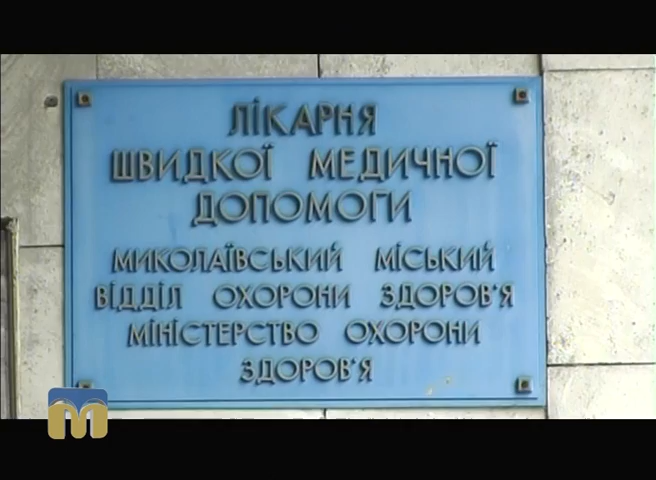 ЛІКАРНЯ
ШВИДКОЇ МЕДИЧНОЇ
ДОПОМОГИ
МИКОЛАЇВСЬКИЙ МІСЬКИЙ
ВІДДІЛ ОХОРОНИ ЗДОРОВ'Я
МІНІСТЕРСТВО ОХОРОНИ
ЗДОРОВ'Я
М